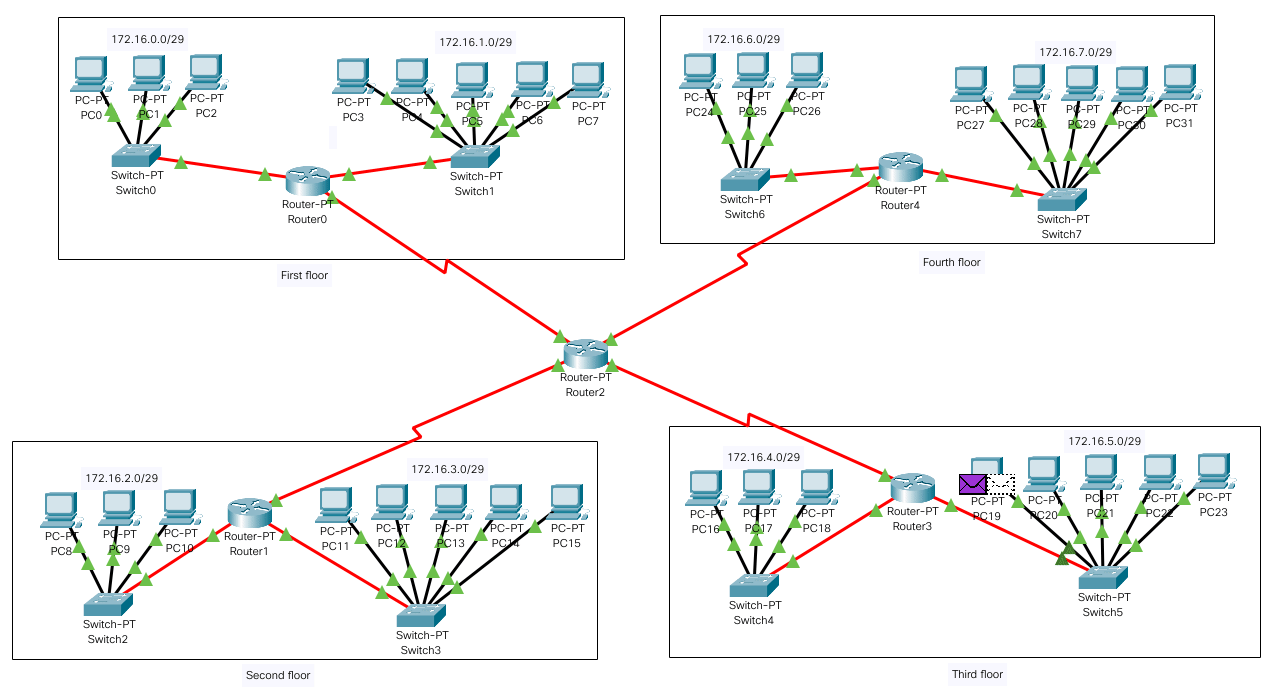 172.16.0.0/29
PC-PT
PC0
PC-PT
PC1
PC-PT
PC2
Switch-PT
Switch0
172.16.1.0/29
PC-PT
PC3
PC-PT
PC4
PC-PT
PC5
PC-PT
PC6
PC-PT
PC7
Switch-PT
Switch1
Router-PT
Router0
First floor
172.16.6.0/29
PC-PT
PC24
PC-PT
PC25
PC-PT
PC26
Switch-PT
Switch6
172.16.7.0/29
PC-PT
PC27
PC-PT
PC28
PC-PT
PC29
PC-PT
PC30
PC-PT
PC31
Router-PT
Router4
Switch-PT
Switch7
Fourth floor
Router-PT
Router2
172.16.2.0/29
PC-PT
PC8
PC-PT
PC9
PC-PT
PC10
Switch-PT
Switch2
Router-PT
Router1
172.16.3.0/29
PC-PT
PC11
PC-PT
PC12
PC-PT
PC13
PC-PT
PC14
PC-PT
PC15
Switch-PT
Switch3
Second floor
172.16.4.0/29
PC-PT
PC16
PC-PT
PC17
PC-PT
PC18
Switch-PT
Switch4
Router-PT
Router3
172.16.5.0/29
PC-PT
PC19
PC-PT
PC20
PC-PT
PC21
PC-PT
PC22
PC-PT
PC23
Switch-PT
Switch5
Third floor